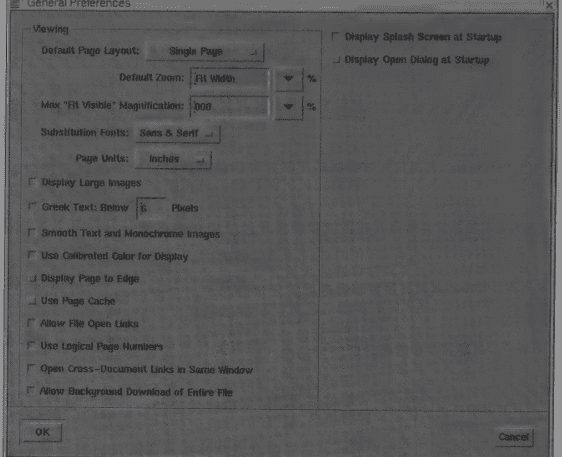 General Preferences
Viewing
Default Page Layout: Single Page
Default Zoom: Fit Width %
Max "Fit Visible" Magnification: %
Substitution Fonts: Sans & Serif
Page Units: Inches
Display Large Images
Greek Text: Below 6 Pixels
Smooth Text and Monochrome Images
Use Calibrated Color for Display
Display Page to Edge
Use Page Cache
Allow File Open Links
Use Logical Page Numbers
Open Cross-Document Links in Same Window
Allow Background Download of Entire File
Display Splash Screen at Startup
Display Open Dialog at Startup
OK
Cancel